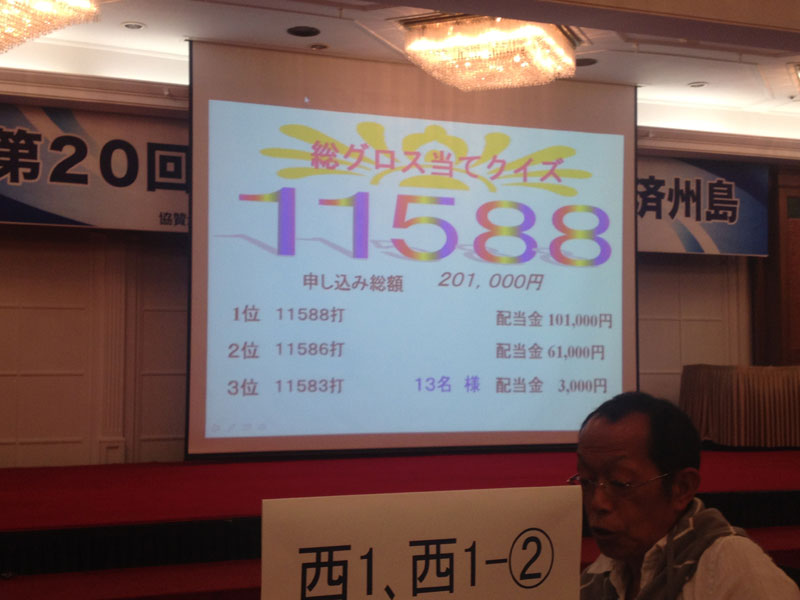 第20回
済州島
協賛
総グロス当てクイズ
11588
申し込み総額 201,000円
1位 11588打 配当金 101,000円
2位 11586打 配当金 61,000円
3位 11583打 13名 様 配当金 3,000円
西1、西1-②